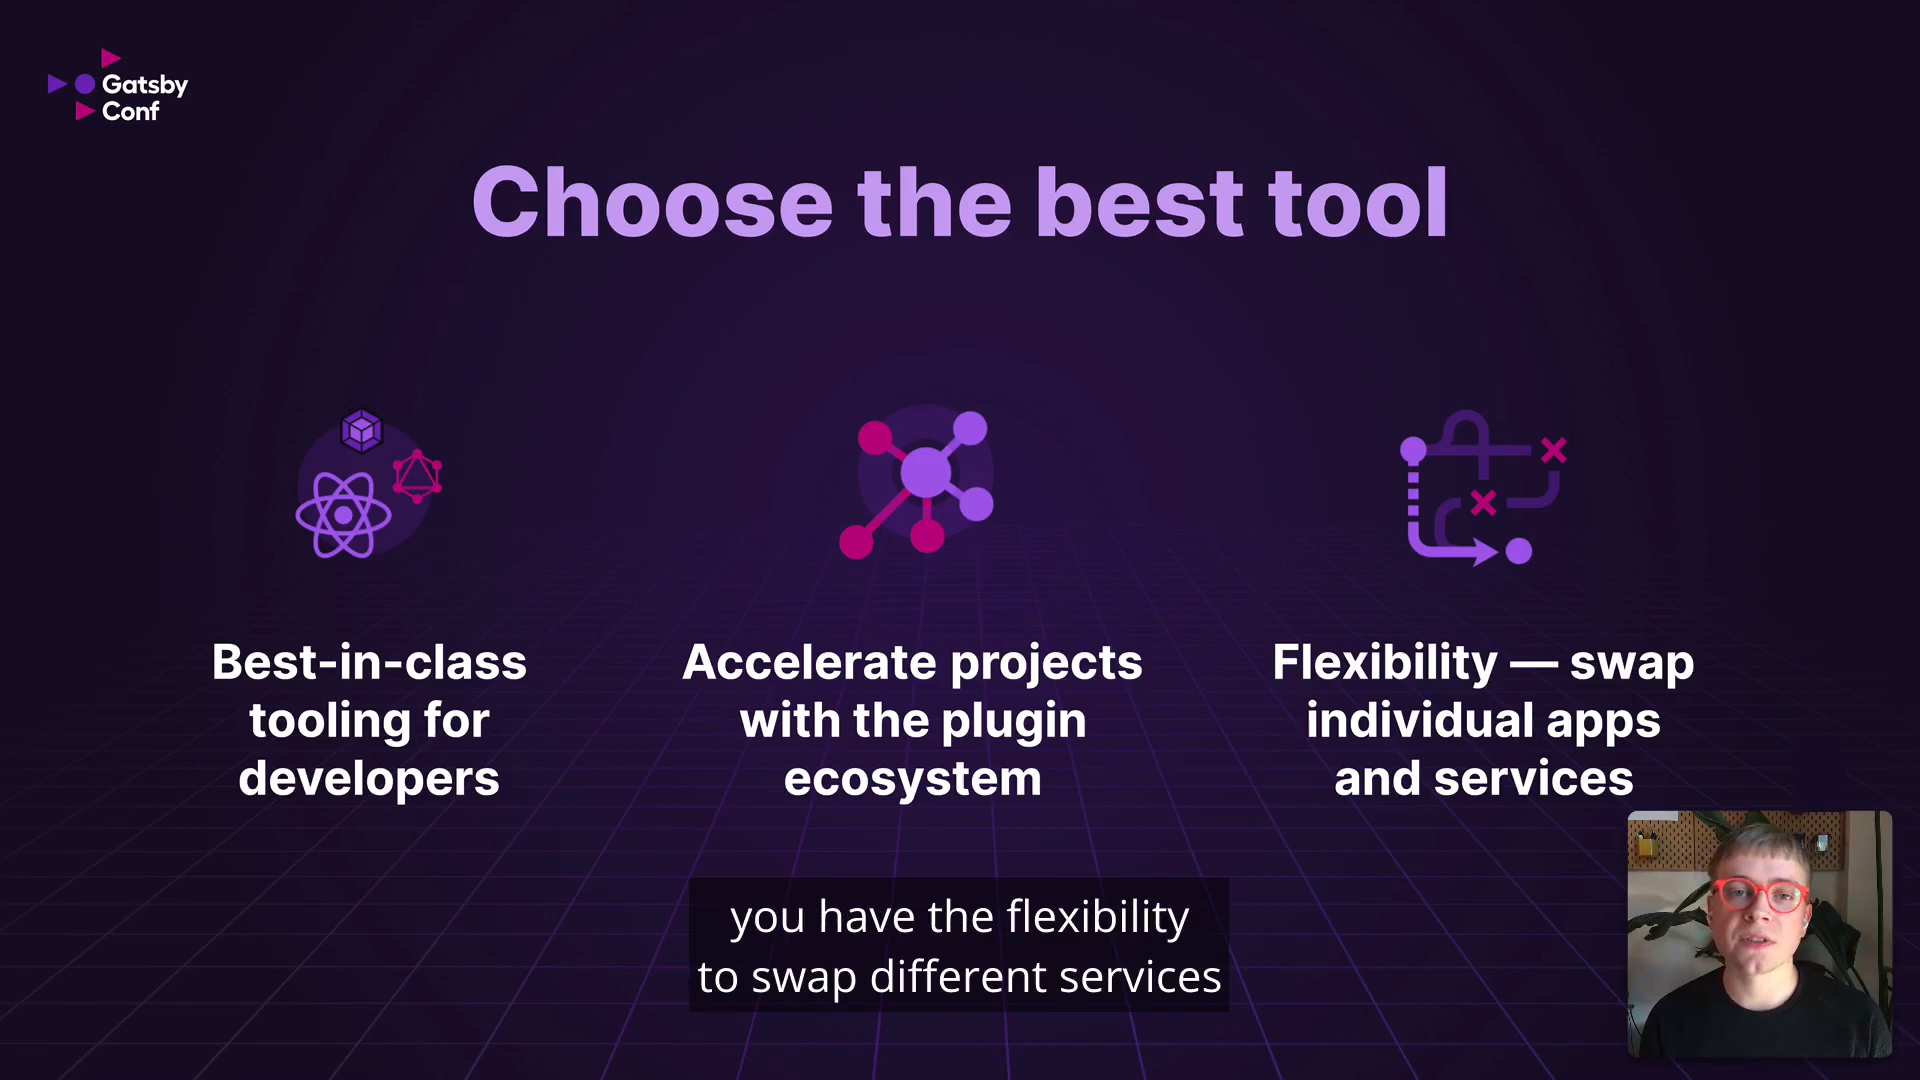 Gatsby
Conf
Choose the best tool
Best-in-class
tooling for
developers
Accelerate projects
with the plugin
ecosystem
Flexibility — swap
individual apps
and services
you have the flexibility
to swap different services